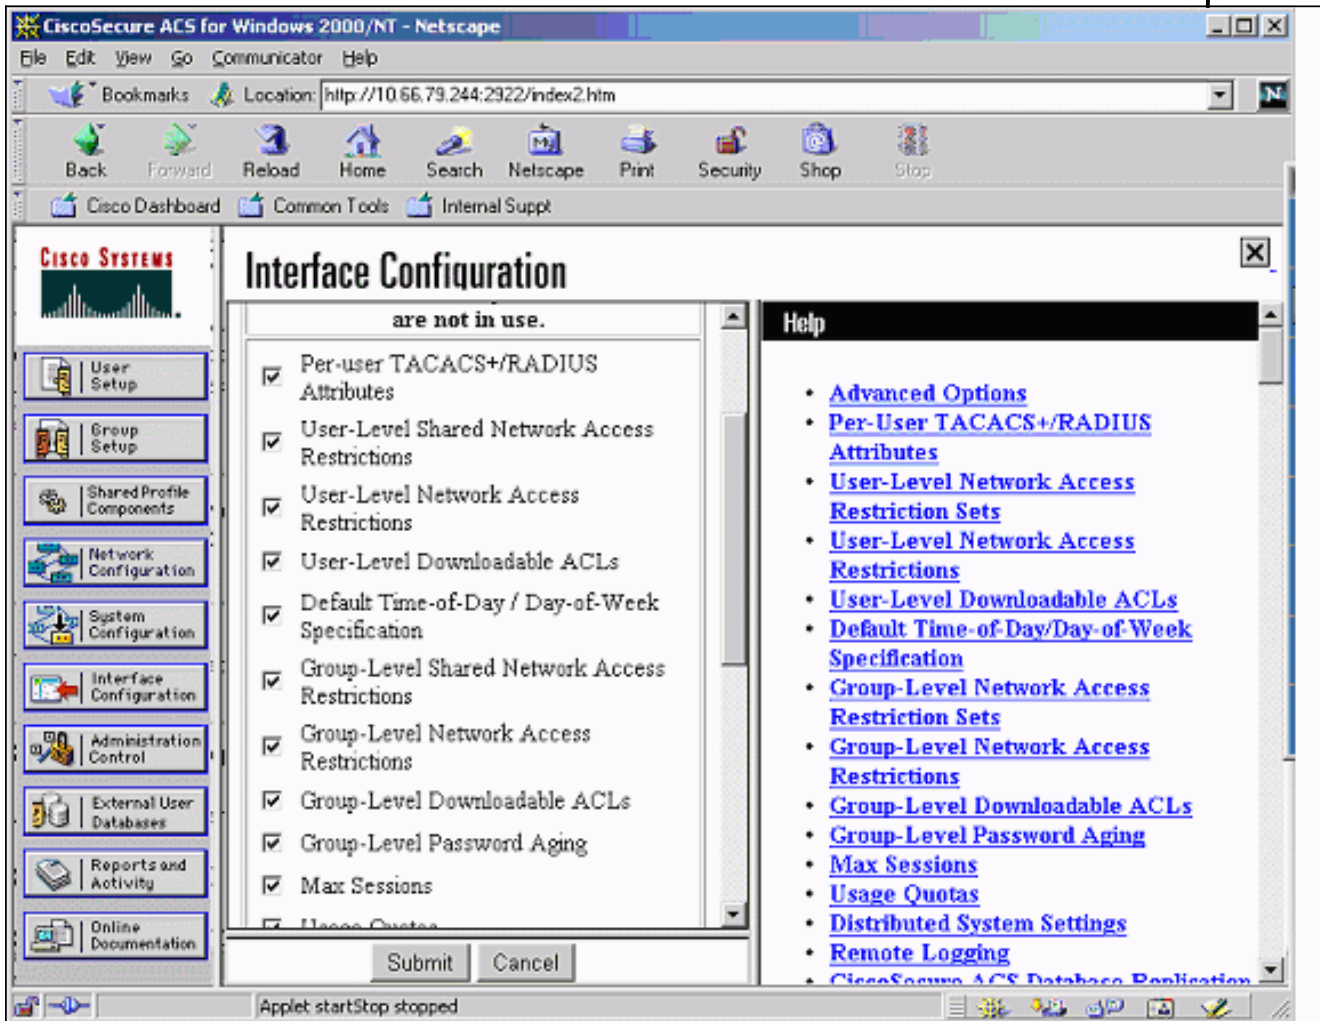 CiscoSecure ACS for Windows 2000/NT - Netscape
File Edit View Go Communicator Help
Bookmarks Location: http://10.66.79.244:2922/index2.htm
N
My
Back Forward Reload Home Search Netscape Print Security Shop Stop
Cisco Dashboard Common Tools Internal Suppt
CISCO SYSTEMS
User
Setup
Group
Setup
Shared Profile
Components
Network
Configuration
System
Configuration
Interface
Configuration
Administration
Control
External User
Databases
Reports and
Activity
Online
Documentation
Interface Configuration
are not in use.
Per-user TACACS+/RADIUS
Attributes
User-Level Shared Network Access
Restrictions
User-Level Network Access
Restrictions
User-Level Downloadable ACLs
Default Time-of-Day / Day-of-Week
Specification
Group-Level Shared Network Access
Restrictions
Group-Level Network Access
Restrictions
Group-Level Downloadable ACLs
Group-Level Password Aging
Max Sessions
Usage Quotas
Submit Cancel
Help
• Advanced Options
• Per-User TACACS+/RADIUS
Attributes
• User-Level Network Access
Restriction Sets
• User-Level Network Access
Restrictions
• User-Level Downloadable ACLs
• Default Time-of-Day/Day-of-Week
Specification
• Group-Level Network Access
Restriction Sets
• Group-Level Network Access
Restrictions
• Group-Level Downloadable ACLs
• Group-Level Password Aging
• Max Sessions
• Usage Quotas
• Distributed System Settings
• Remote Logging
• CiscoSecure ACS Database Replication
Applet startStop stopped